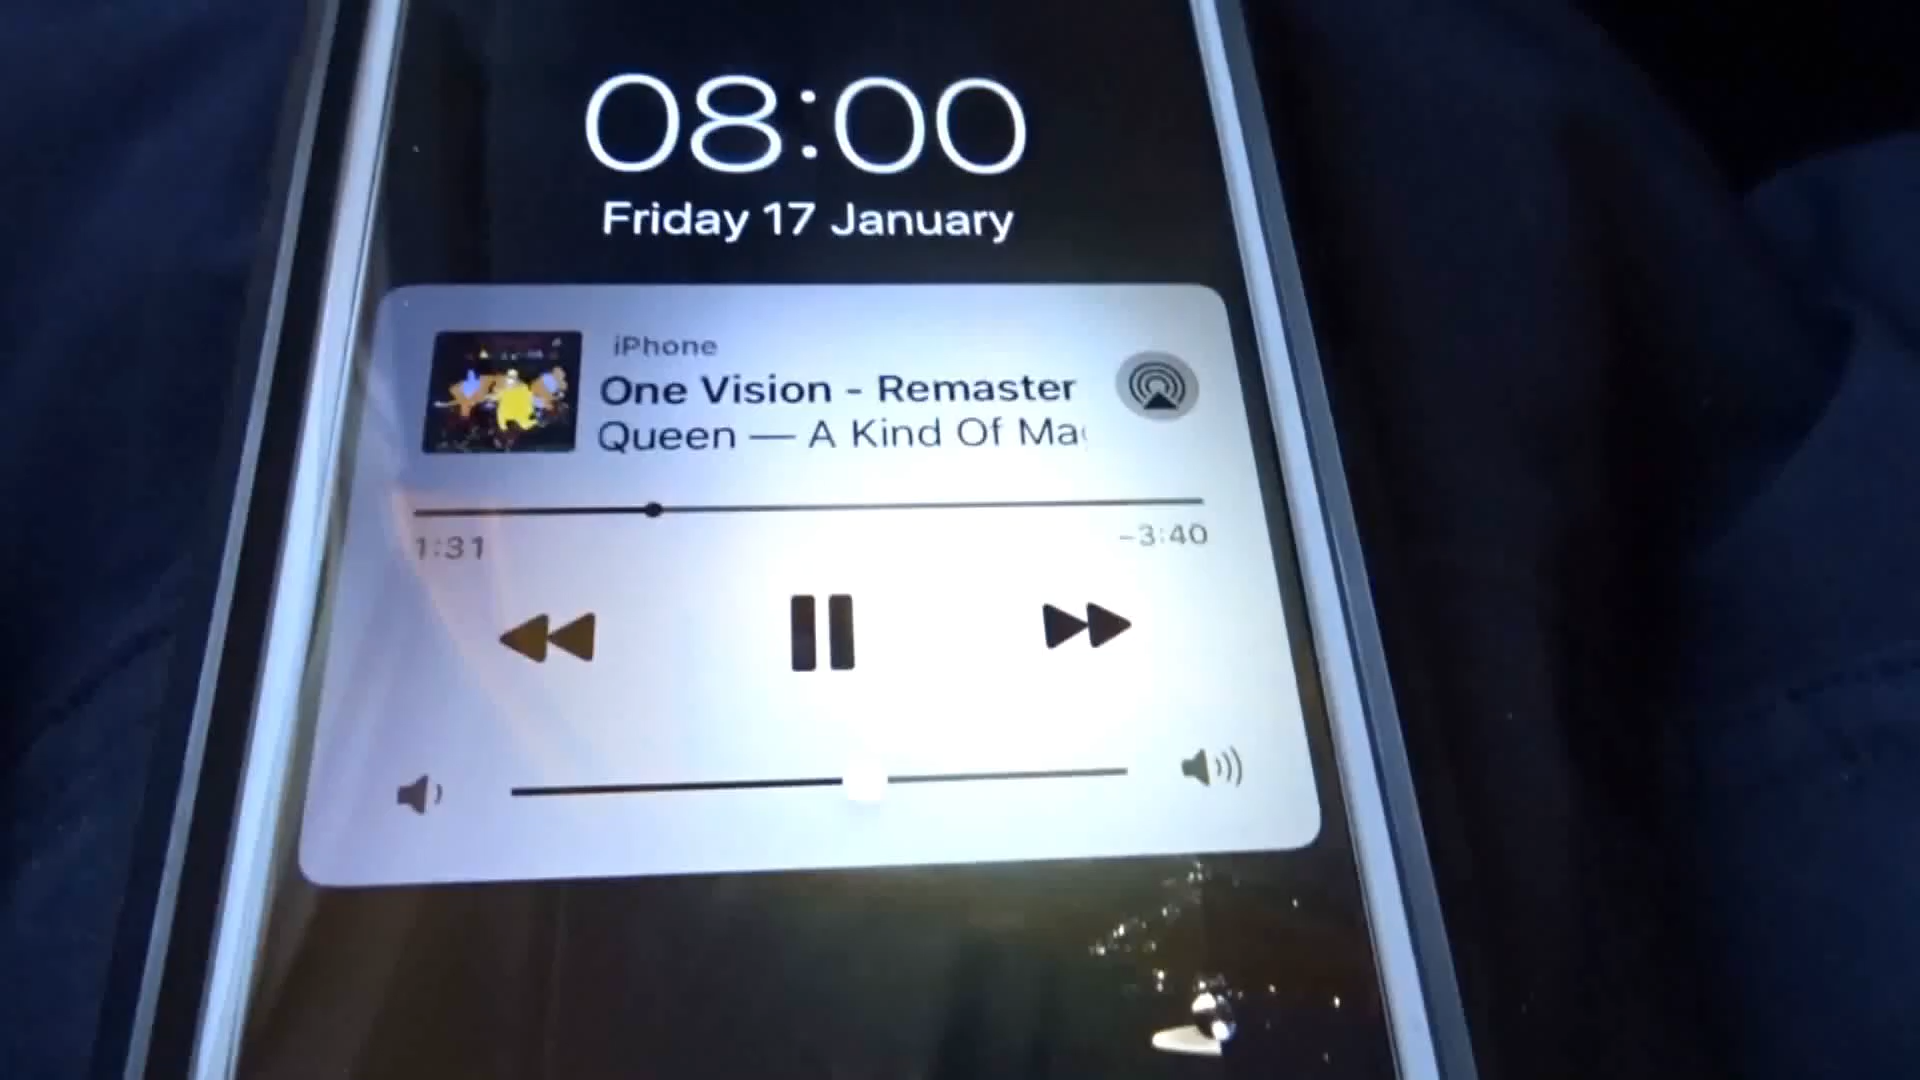 08:00
Friday 17 January
iPhone
One Vision - Remaster
Queen — A Kind Of Ma
1:31
-3:40